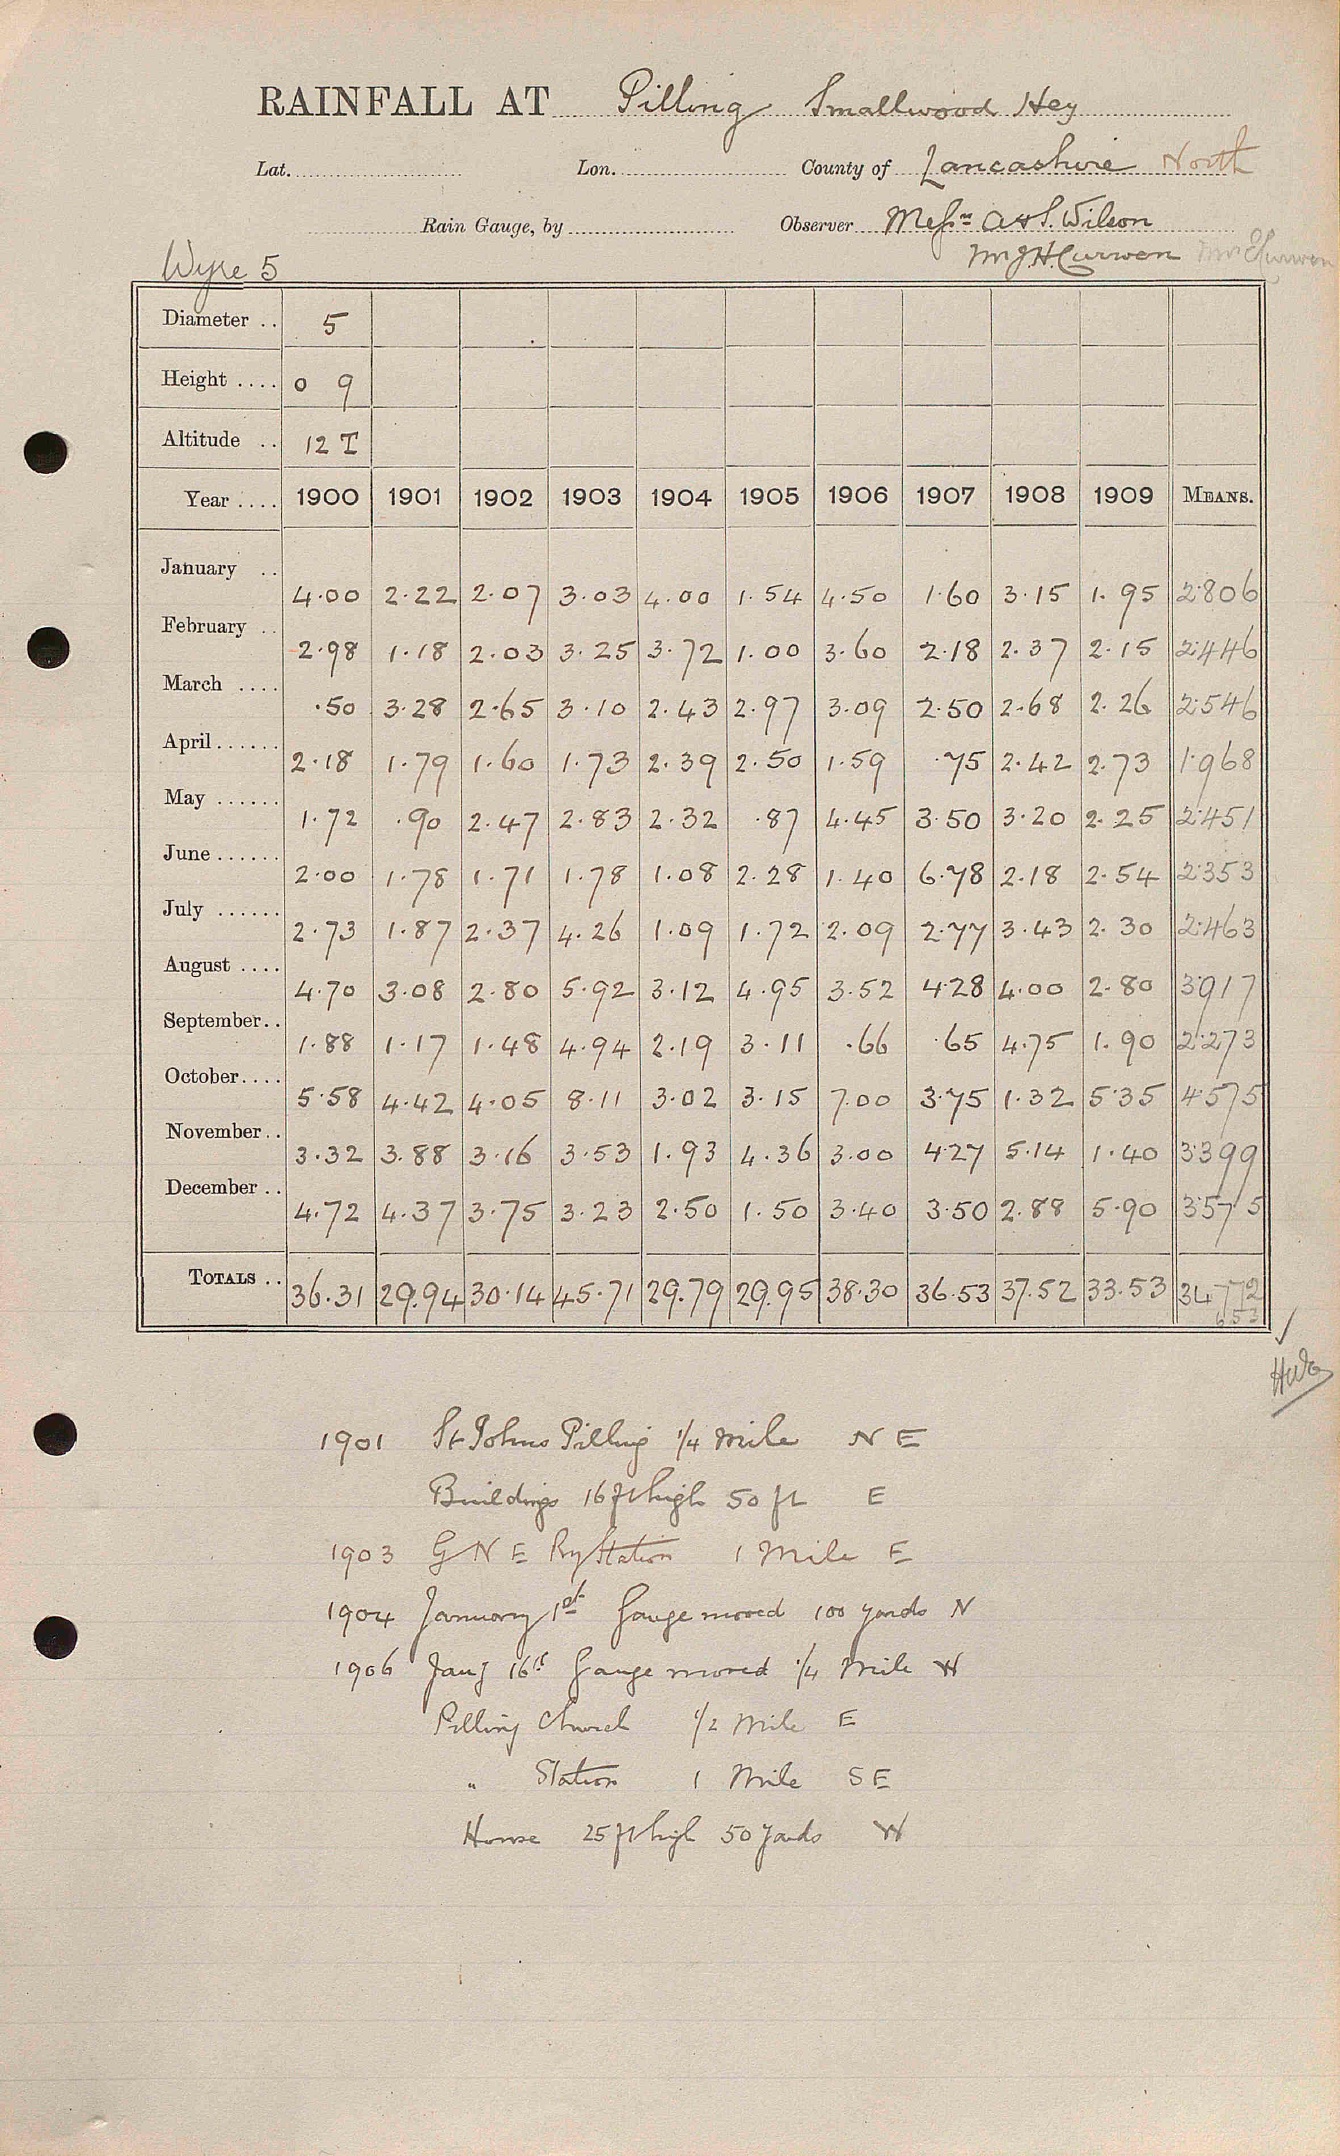 RAINFALL AT Pilling Smallwood Hey
Lat. Lon. County of Lancashire North
Rain Gauge, by Observer Messrs A & S. Wilson
Wyre 5 Mr J H Curwen Mr E Curwen
Diameter .. 5
Height .... 0 9
Altitude .. 12 T
Year .... 1900 1901 1902 1903 1904 1905 1906 1907 1908 1909 MEANS.
January .. 4.00 2.22 2.07 3.03 4.00 1.54 4.50 1.60 3.15 1.95 2.806
February .. 2.98 1.18 2.03 3.25 3.72 1.00 3.60 2.18 2.37 2.15 2.446
March .... .50 3.28 2.65 3.10 2.43 2.97 3.09 2.50 2.68 2.26 2.546
April ...... 2.18 1.79 1.60 1.73 2.39 2.50 1.59 .75 2.42 2.73 1.968
May ...... 1.72 .90 2.47 2.83 2.32 .87 4.45 3.50 3.20 2.25 2.451
June ...... 2.00 1.78 1.71 1.78 1.08 2.28 1.40 6.78 2.18 2.54 2.353
July ...... 2.73 1.87 2.37 4.26 1.09 1.72 2.09 2.77 3.43 2.30 2.463
August .... 4.70 3.08 2.80 5.92 3.12 4.95 3.52 4.28 4.00 2.80 3.917
September .. 1.88 1.17 1.48 4.94 2.19 3.11 .66 .65 4.75 1.90 2.273
October .... 5.58 4.42 4.05 8.11 3.02 3.15 7.00 3.75 1.32 5.35 4.575
November .. 3.32 3.88 3.16 3.53 1.93 4.36 3.00 4.27 5.14 1.40 3.399
December .. 4.72 4.37 3.75 3.23 2.50 1.50 3.40 3.50 2.88 5.90 3.575
TOTALS .. 36.31 29.94 30.14 45.71 29.79 29.95 38.30 36.53 37.52 33.53 34.772
653
1901 St Johns Pilling 1/4 Mile N E
Buildings 16 ft high 50 ft E
1903 G N E Ry Station 1 Mile E
1904 January 1st Gauge moved 100 yards N
1906 Jany 16th Gauge moved 1/4 Mile W
Pilling Church 1/2 Mile E
" Station 1 Mile S E
House 25 ft high 50 Yards W